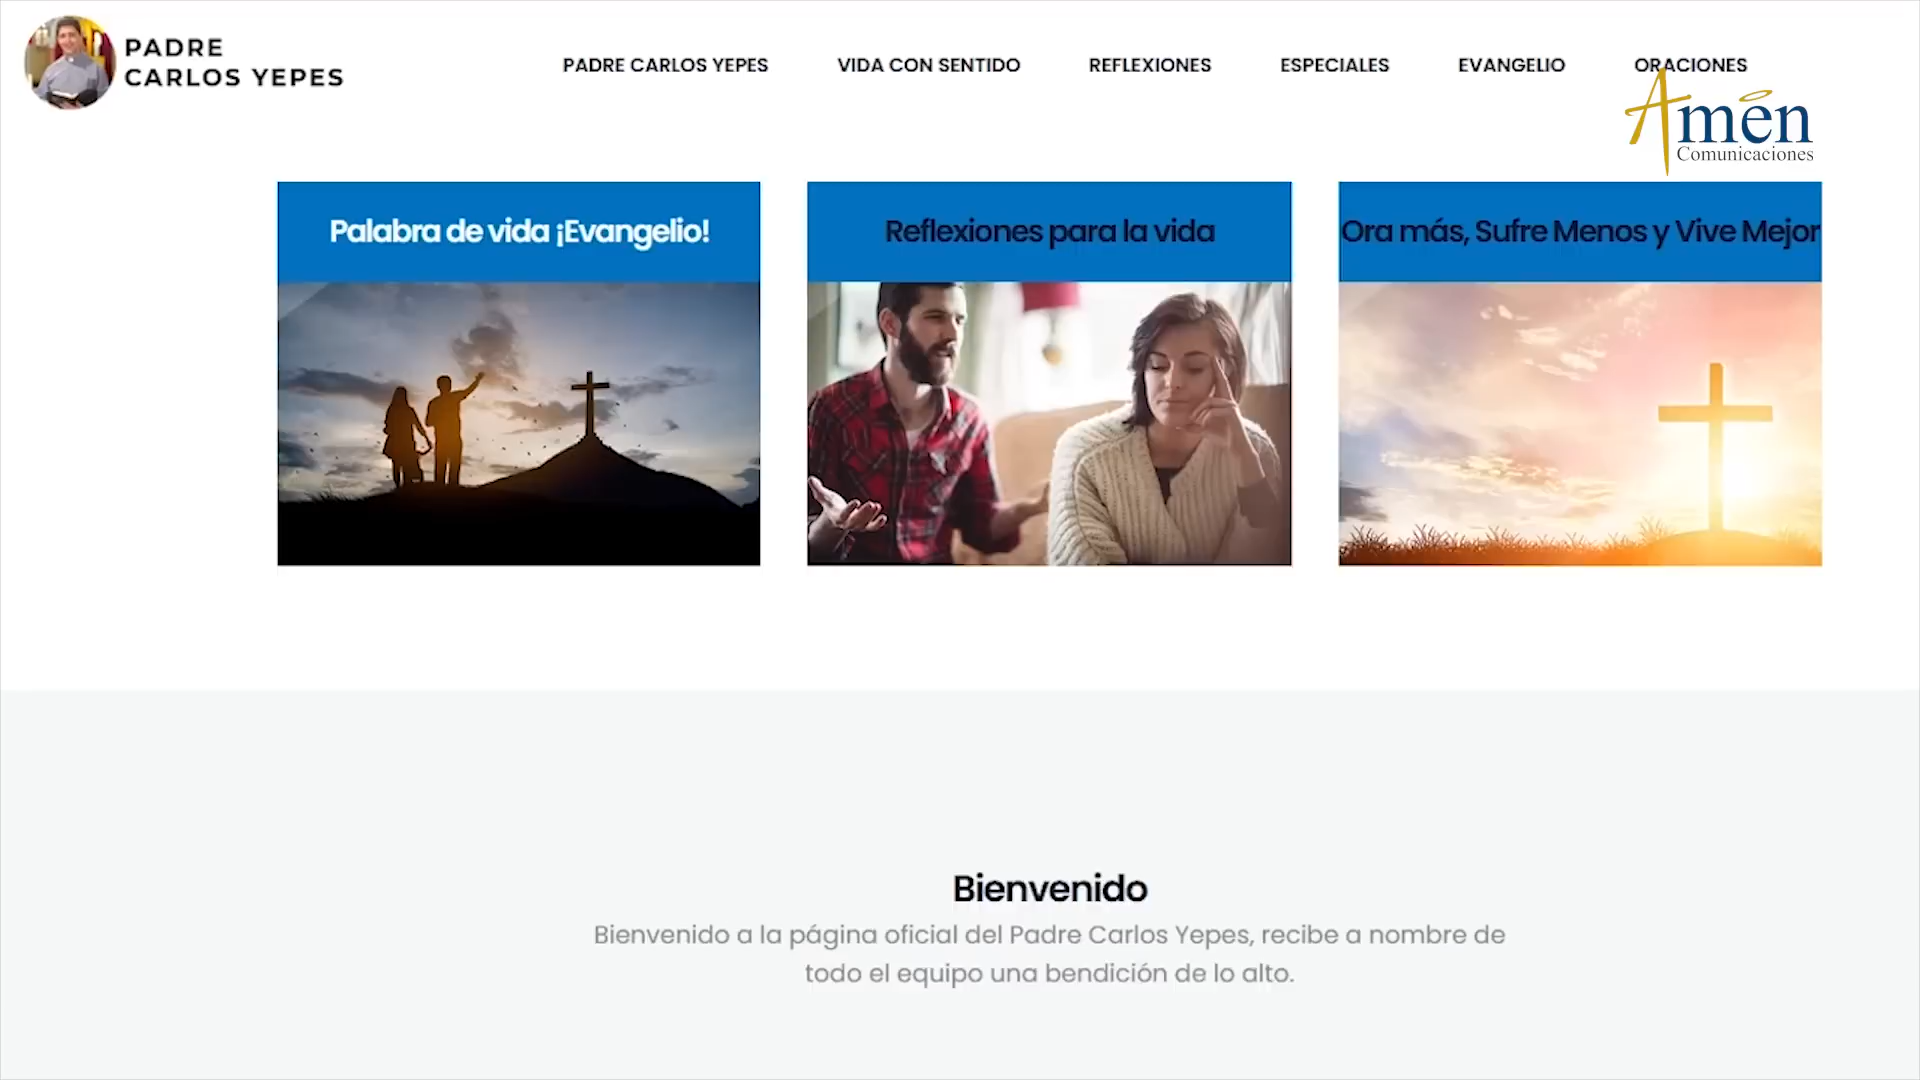 PADRE
CARLOS YEPES
PADRE CARLOS YEPES
VIDA CON SENTIDO
REFLEXIONES
ESPECIALES
EVANGELIO
ORACIONES
Amén
Comunicaciones
Palabra de vida ¡Evangelio!
Reflexiones para la vida
Ora más, Sufre Menos y Vive Mejor
Bienvenido
Bienvenido a la página oficial del Padre Carlos Yepes, recibe a nombre de
todo el equipo una bendición de lo alto.